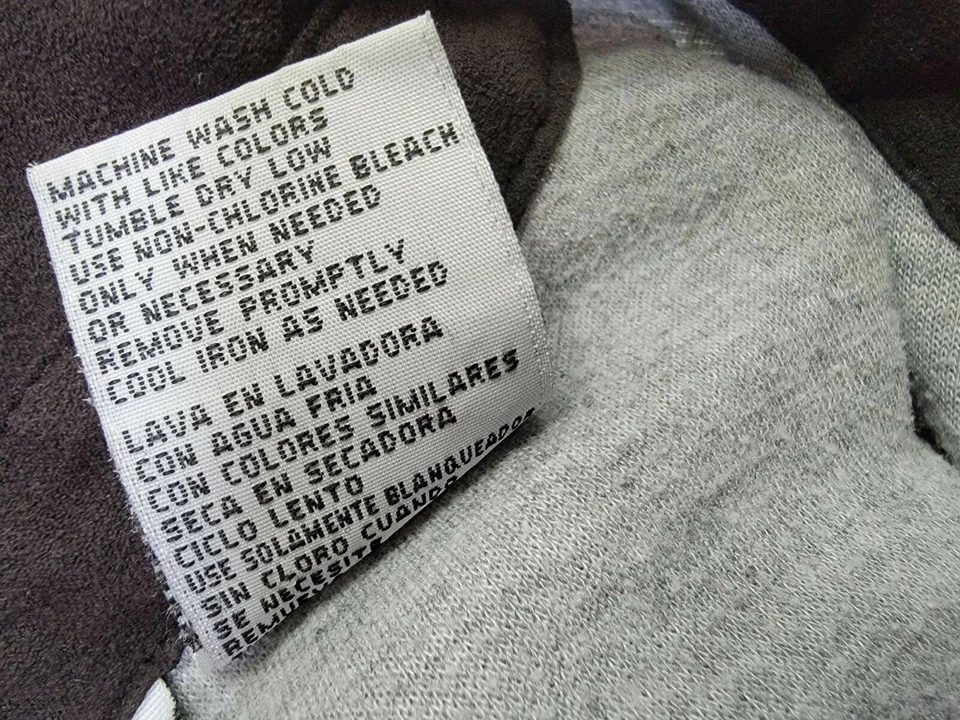 MACHINE WASH COLD
WITH LIKE COLORS
TUMBLE DRY LOW
USE NON-CHLORINE BLEACH
ONLY WHEN NEEDED
OR NECESSARY
REMOVE PROMPTLY
COOL IRON AS NEEDED
LAVA EN LAVADORA
CON AGUA FRIA
CON COLORES SIMILARES
SECA EN SECADORA
CICLO LENTO
USE SOLAMENTE BLANQUEADOR
SIN CLORO CUANDO
SE NECESITE